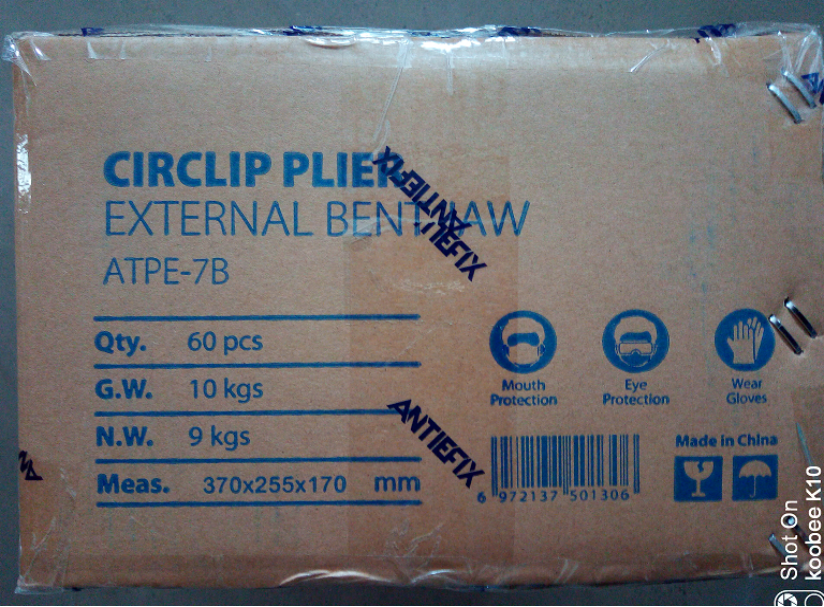 CIRCLIP PLIER
EXTERNAL BENT JAW
ATPE-7B
ANTIEFIX
ANTIEFIX
Qty. 60 pcs
G.W. 10 kgs
N.W. 9 kgs
Meas. 370x255x170 mm
Mouth
Protection
Eye
Protection
Wear
Gloves
ANTIEFIX
Made in China
6 972137 501306
Shot On
koobee K10